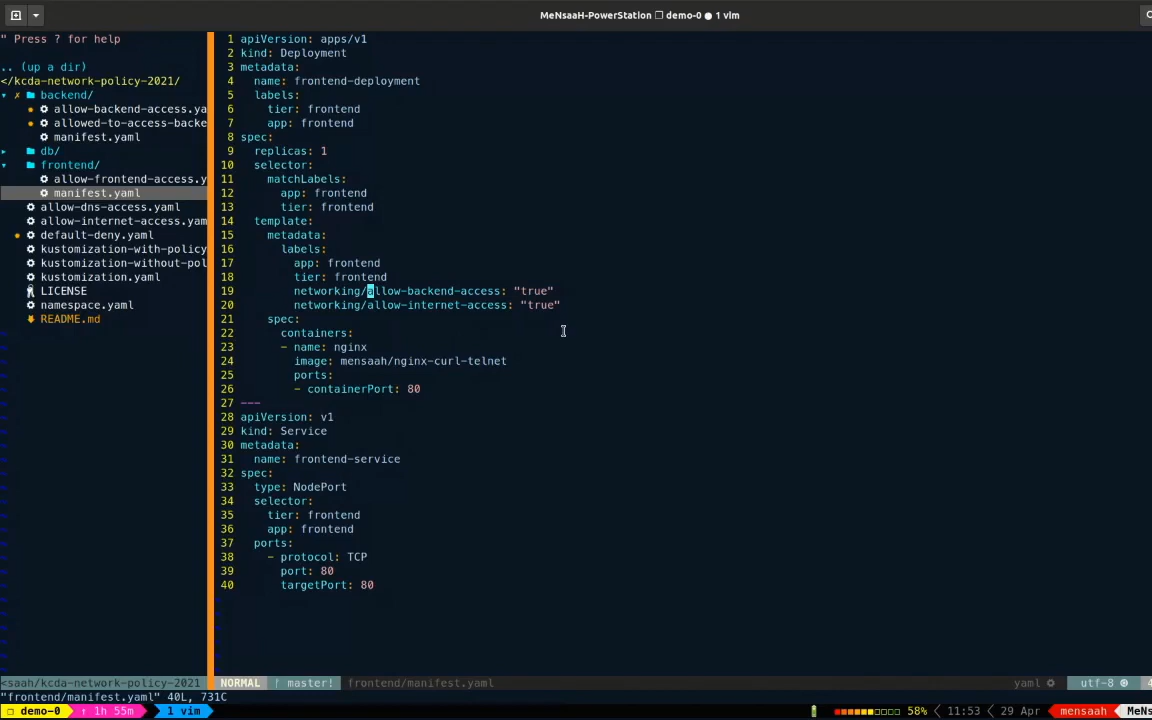 MeNsaaH-PowerStation ❐ demo-0 ● 1 vim
" Press ? for help
.. (up a dir)
</kcda-network-policy-2021/
▾ ✗ backend/
allow-backend-access.ya
allowed-to-access-backe
manifest.yaml
▸ db/
▾ frontend/
allow-frontend-access.y
manifest.yaml
allow-dns-access.yaml
allow-internet-access.yam
default-deny.yaml
kustomization-with-policy
kustomization-without-pol
kustomization.yaml
LICENSE
namespace.yaml
README.md
1 apiVersion: apps/v1
2 kind: Deployment
3 metadata:
4   name: frontend-deployment
5   labels:
6     tier: frontend
7     app: frontend
8 spec:
9   replicas: 1
10   selector:
11     matchLabels:
12       app: frontend
13       tier: frontend
14   template:
15     metadata:
16       labels:
17         app: frontend
18         tier: frontend
19         networking/allow-backend-access: "true"
20         networking/allow-internet-access: "true"
21     spec:
22       containers:
23       - name: nginx
24         image: mensaah/nginx-curl-telnet
25         ports:
26         - containerPort: 80
27 ---
28 apiVersion: v1
29 kind: Service
30 metadata:
31   name: frontend-service
32 spec:
33   type: NodePort
34   selector:
35     tier: frontend
36     app: frontend
37   ports:
38     - protocol: TCP
39       port: 80
40       targetPort: 80
<saah/kcda-network-policy-2021 NORMAL master! frontend/manifest.yaml yaml utf-8 4
"frontend/manifest.yaml" 40L, 731C
❐ demo-0 ↑ 1h 55m 1 vim 58% 11:53 29 Apr mensaah MeNs